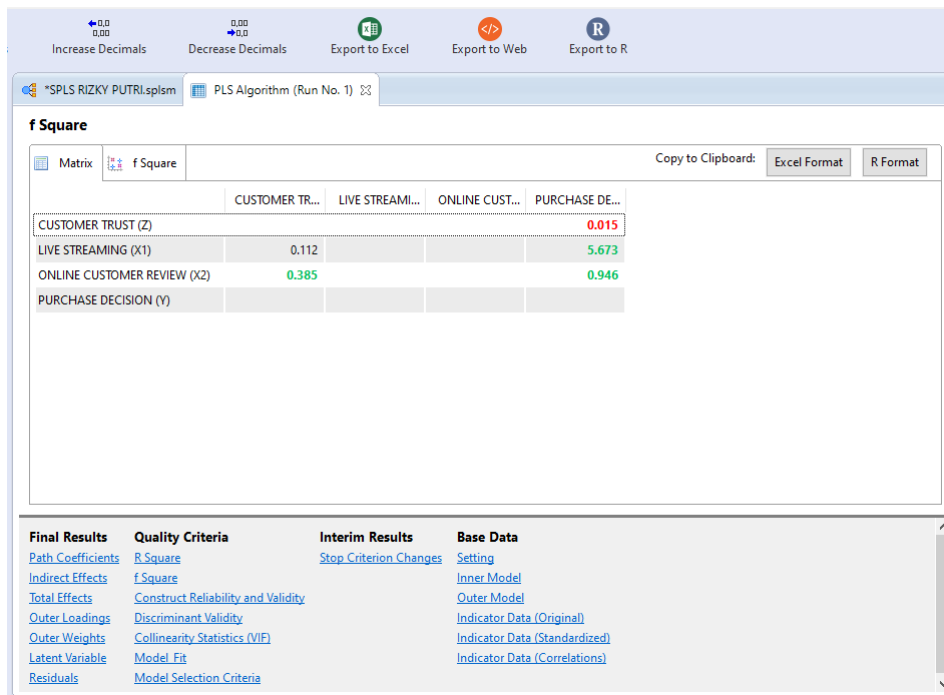 0,0
0,00
Increase Decimals
0,00
0,0
Decrease Decimals
Export to Excel
Export to Web
R
Export to R
*SPLS RIZKY PUTRI.splsm
PLS Algorithm (Run No. 1)
f Square
Matrix
f Square
Copy to Clipboard:
Excel Format
R Format
CUSTOMER TR... LIVE STREAMI... ONLINE CUST... PURCHASE DE...
CUSTOMER TRUST (Z) 0.015
LIVE STREAMING (X1) 0.112 5.673
ONLINE CUSTOMER REVIEW (X2) 0.385 0.946
PURCHASE DECISION (Y)
Final Results Quality Criteria Interim Results Base Data
Path Coefficients R Square Stop Criterion Changes Setting
Indirect Effects f Square Inner Model
Total Effects Construct Reliability and Validity Outer Model
Outer Loadings Discriminant Validity Indicator Data (Original)
Outer Weights Collinearity Statistics (VIF) Indicator Data (Standardized)
Latent Variable Model_Fit Indicator Data (Correlations)
Residuals Model Selection Criteria